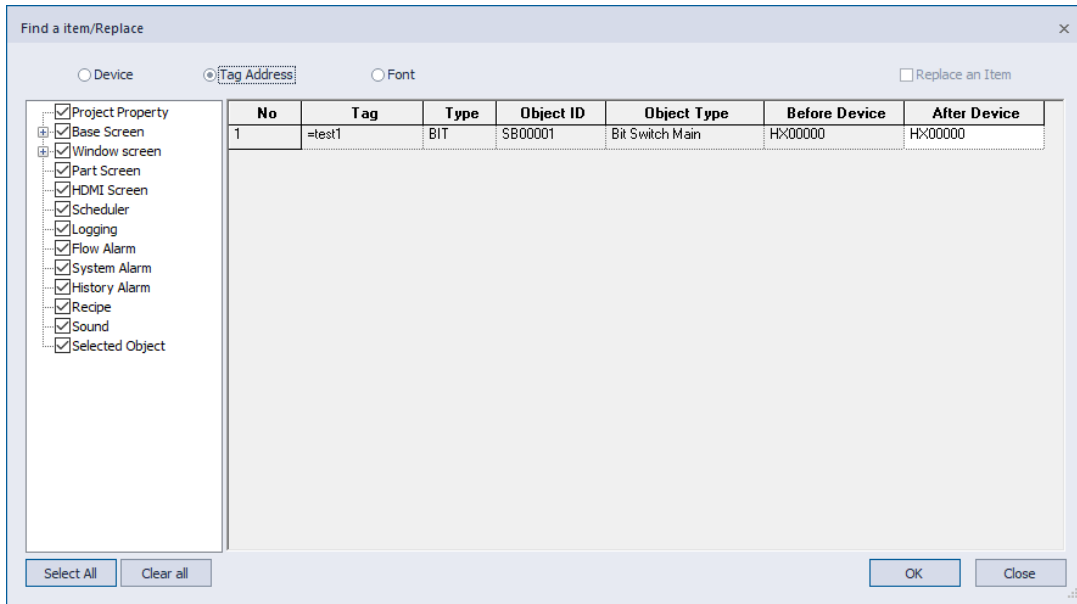 Find a item/Replace
Device Tag Address Font Replace an Item
Project Property
Base Screen
Window screen
Part Screen
HDMI Screen
Scheduler
Logging
Flow Alarm
System Alarm
History Alarm
Recipe
Sound
Selected Object
No Tag Type Object ID Object Type Before Device After Device
1 =test1 BIT SB00001 Bit Switch Main HX00000 HX00000
Select All Clear all OK Close